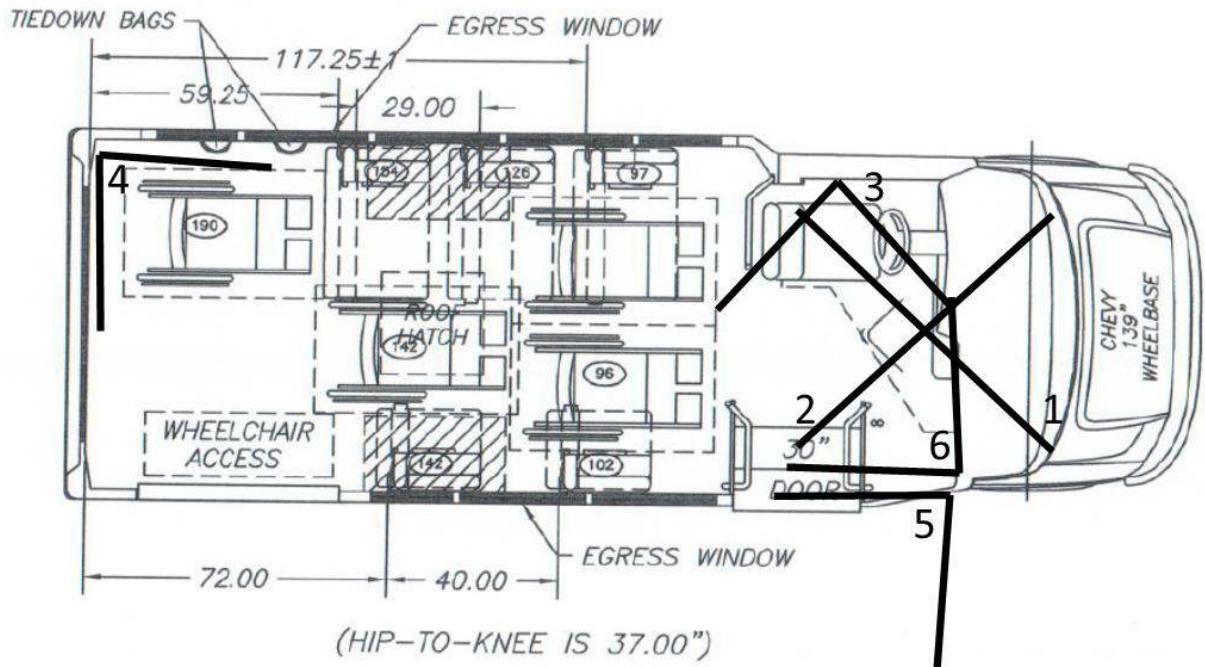 TIEDOWN BAGS
EGRESS WINDOW
117.25±1
59.25
29.00
4
3
126
97
190
ROOF
HATCH
142
96
CHEVY
139"
WHEELBASE
WHEELCHAIR
ACCESS
142
102
2
30"
DOOR
∞
6
1
5
EGRESS WINDOW
72.00
40.00
(HIP-TO-KNEE IS 37.00")